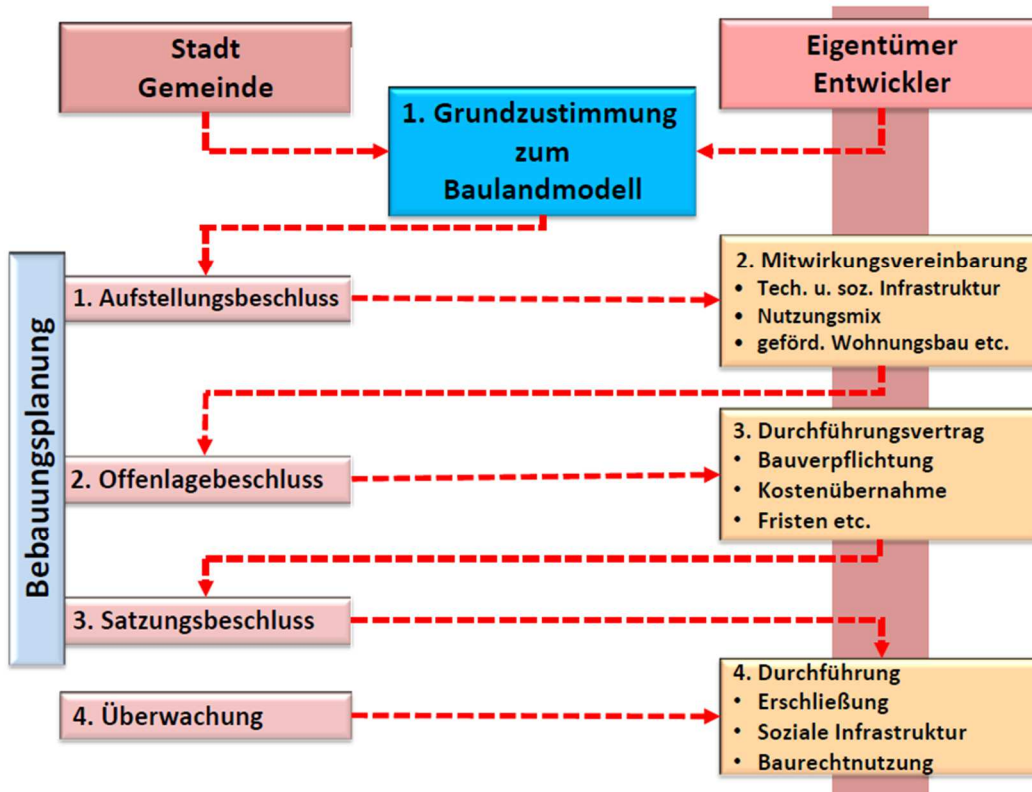 Stadt
Gemeinde
Eigentümer
Entwickler
1. Grundzustimmung
zum
Baulandmodell
Bebauungsplanung
1. Aufstellungsbeschluss
2. Mitwirkungsvereinbarung
• Tech. u. soz. Infrastruktur
• Nutzungsmix
• geförd. Wohnungsbau etc.
2. Offenlagebeschluss
3. Durchführungsvertrag
• Bauverpflichtung
• Kostenübernahme
• Fristen etc.
3. Satzungsbeschluss
4. Überwachung
4. Durchführung
• Erschließung
• Soziale Infrastruktur
• Baurechtnutzung